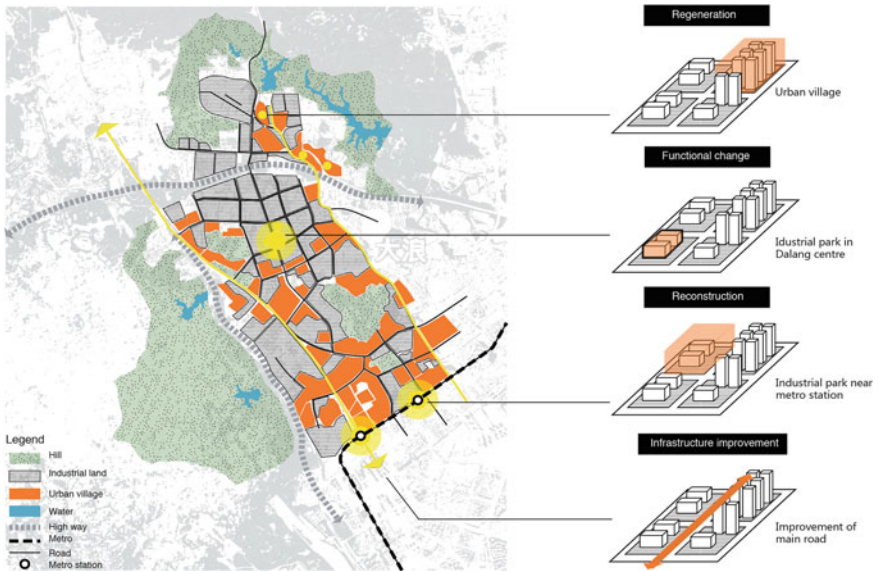 Regeneration
Urban village
Functional change
Idustrial park in
Dalang centre
Reconstruction
Industrial park near
metro station
Infrastructure improvement
Improvement of
main road
大浪
Legend
Hill
Industrial land
Urban village
Water
High way
Metro
Road
Metro station